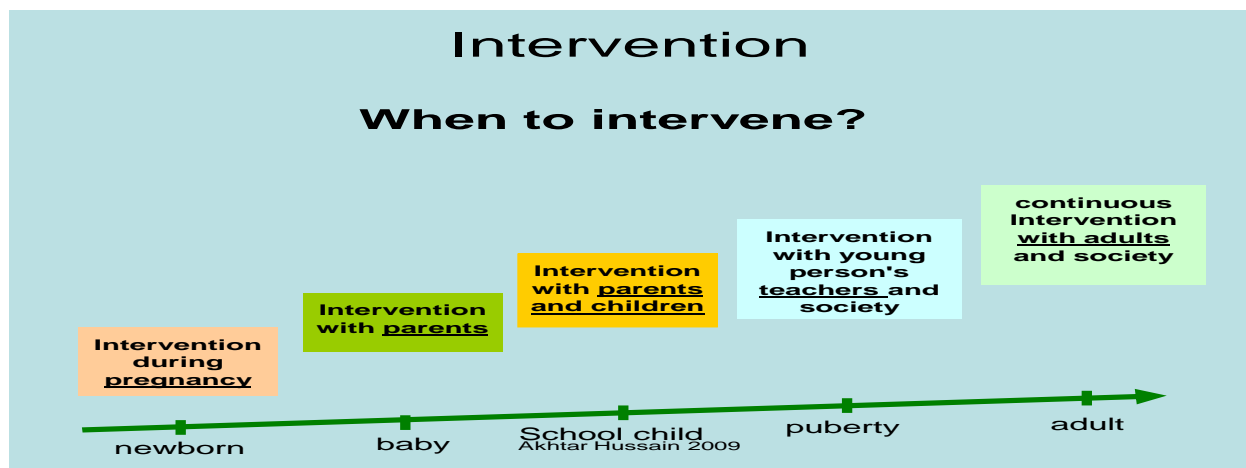 Intervention
When to intervene?
Intervention
during
pregnancy
Intervention
with parents
Intervention
with parents
and children
Intervention
with young
person's
teachers and
society
continuous
Intervention
with adults
and society
newborn
baby
School child
Akhtar Hussain 2009
puberty
adult